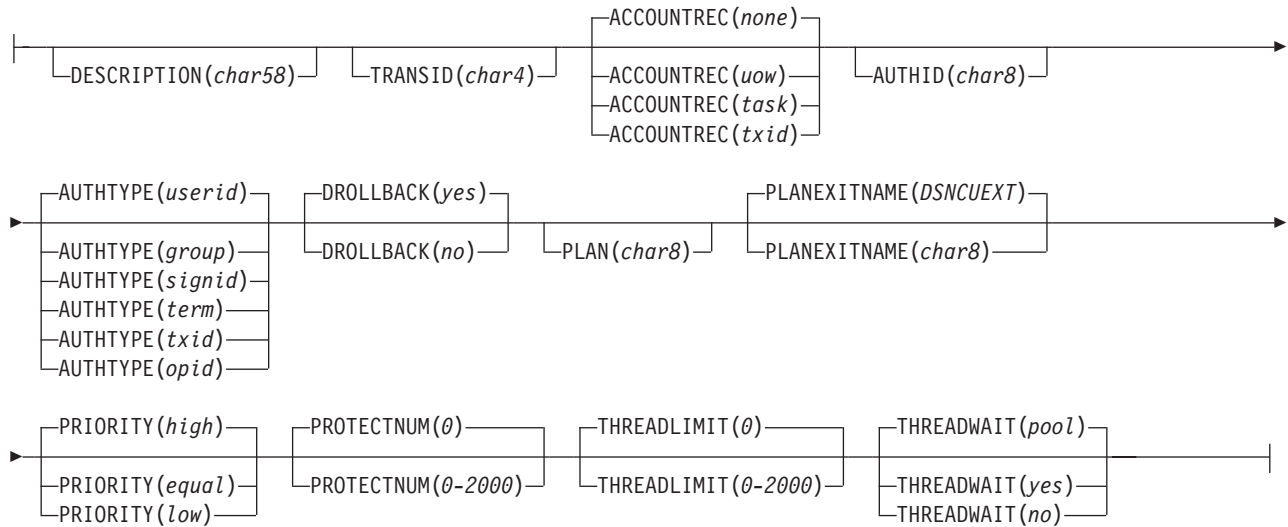 ACCOUNTREC(none)
DESCRIPTION(char58) TRANSID(char4) ACCOUNTREC(uow) AUTHID(char8)
ACCOUNTREC(task)
ACCOUNTREC(txid)
AUTHTYPE(userid) DROLLBACK(yes) PLANEXITNAME(DSNCUEXT)
AUTHTYPE(group) DROLLBACK(no) PLAN(char8) PLANEXITNAME(char8)
AUTHTYPE(signid)
AUTHTYPE(term)
AUTHTYPE(txid)
AUTHTYPE(opid)
PRIORITY(high) PROTECTNUM(0) THREADLIMIT(0) THREADWAIT(pool)
PRIORITY(equal) PROTECTNUM(0-2000) THREADLIMIT(0-2000) THREADWAIT(yes)
PRIORITY(low) THREADWAIT(no)